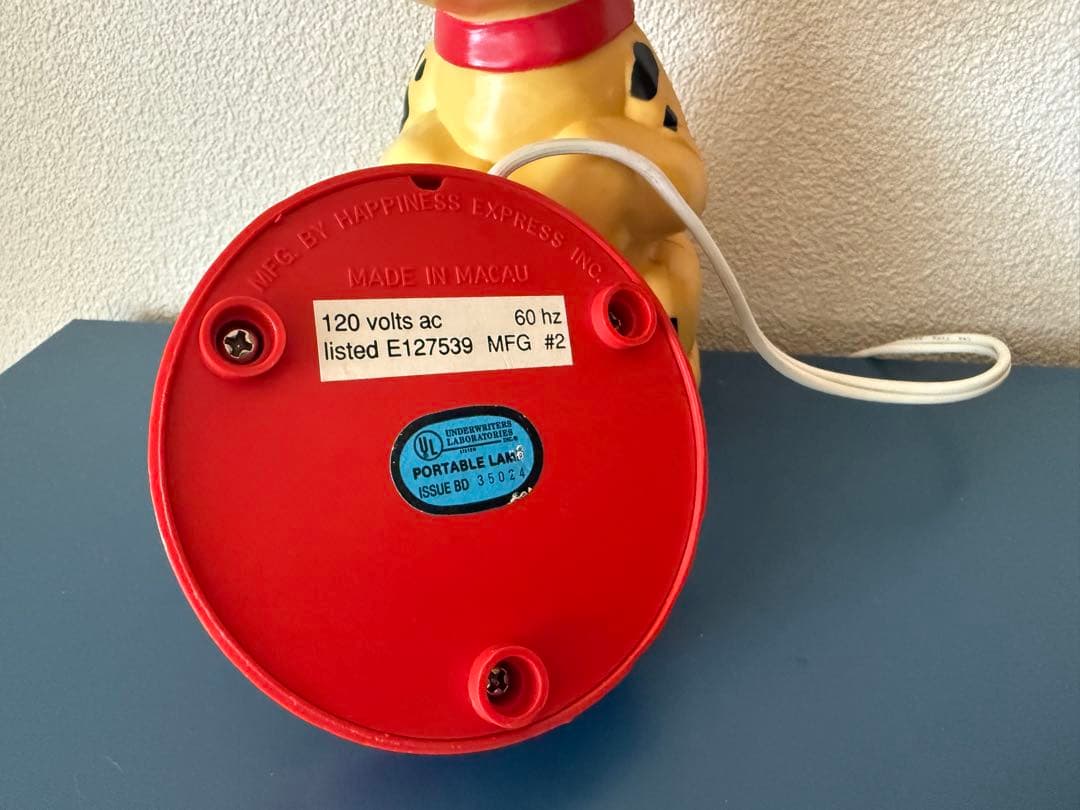 MFG. BY HAPPINESS EXPRESS INC.
MADE IN MACAU
120 volts ac 60 hz
listed E127539 MFG #2
UL UNDERWRITERS
LABORATORIES INC.®
PORTABLE LAMP
ISSUE BD 35024